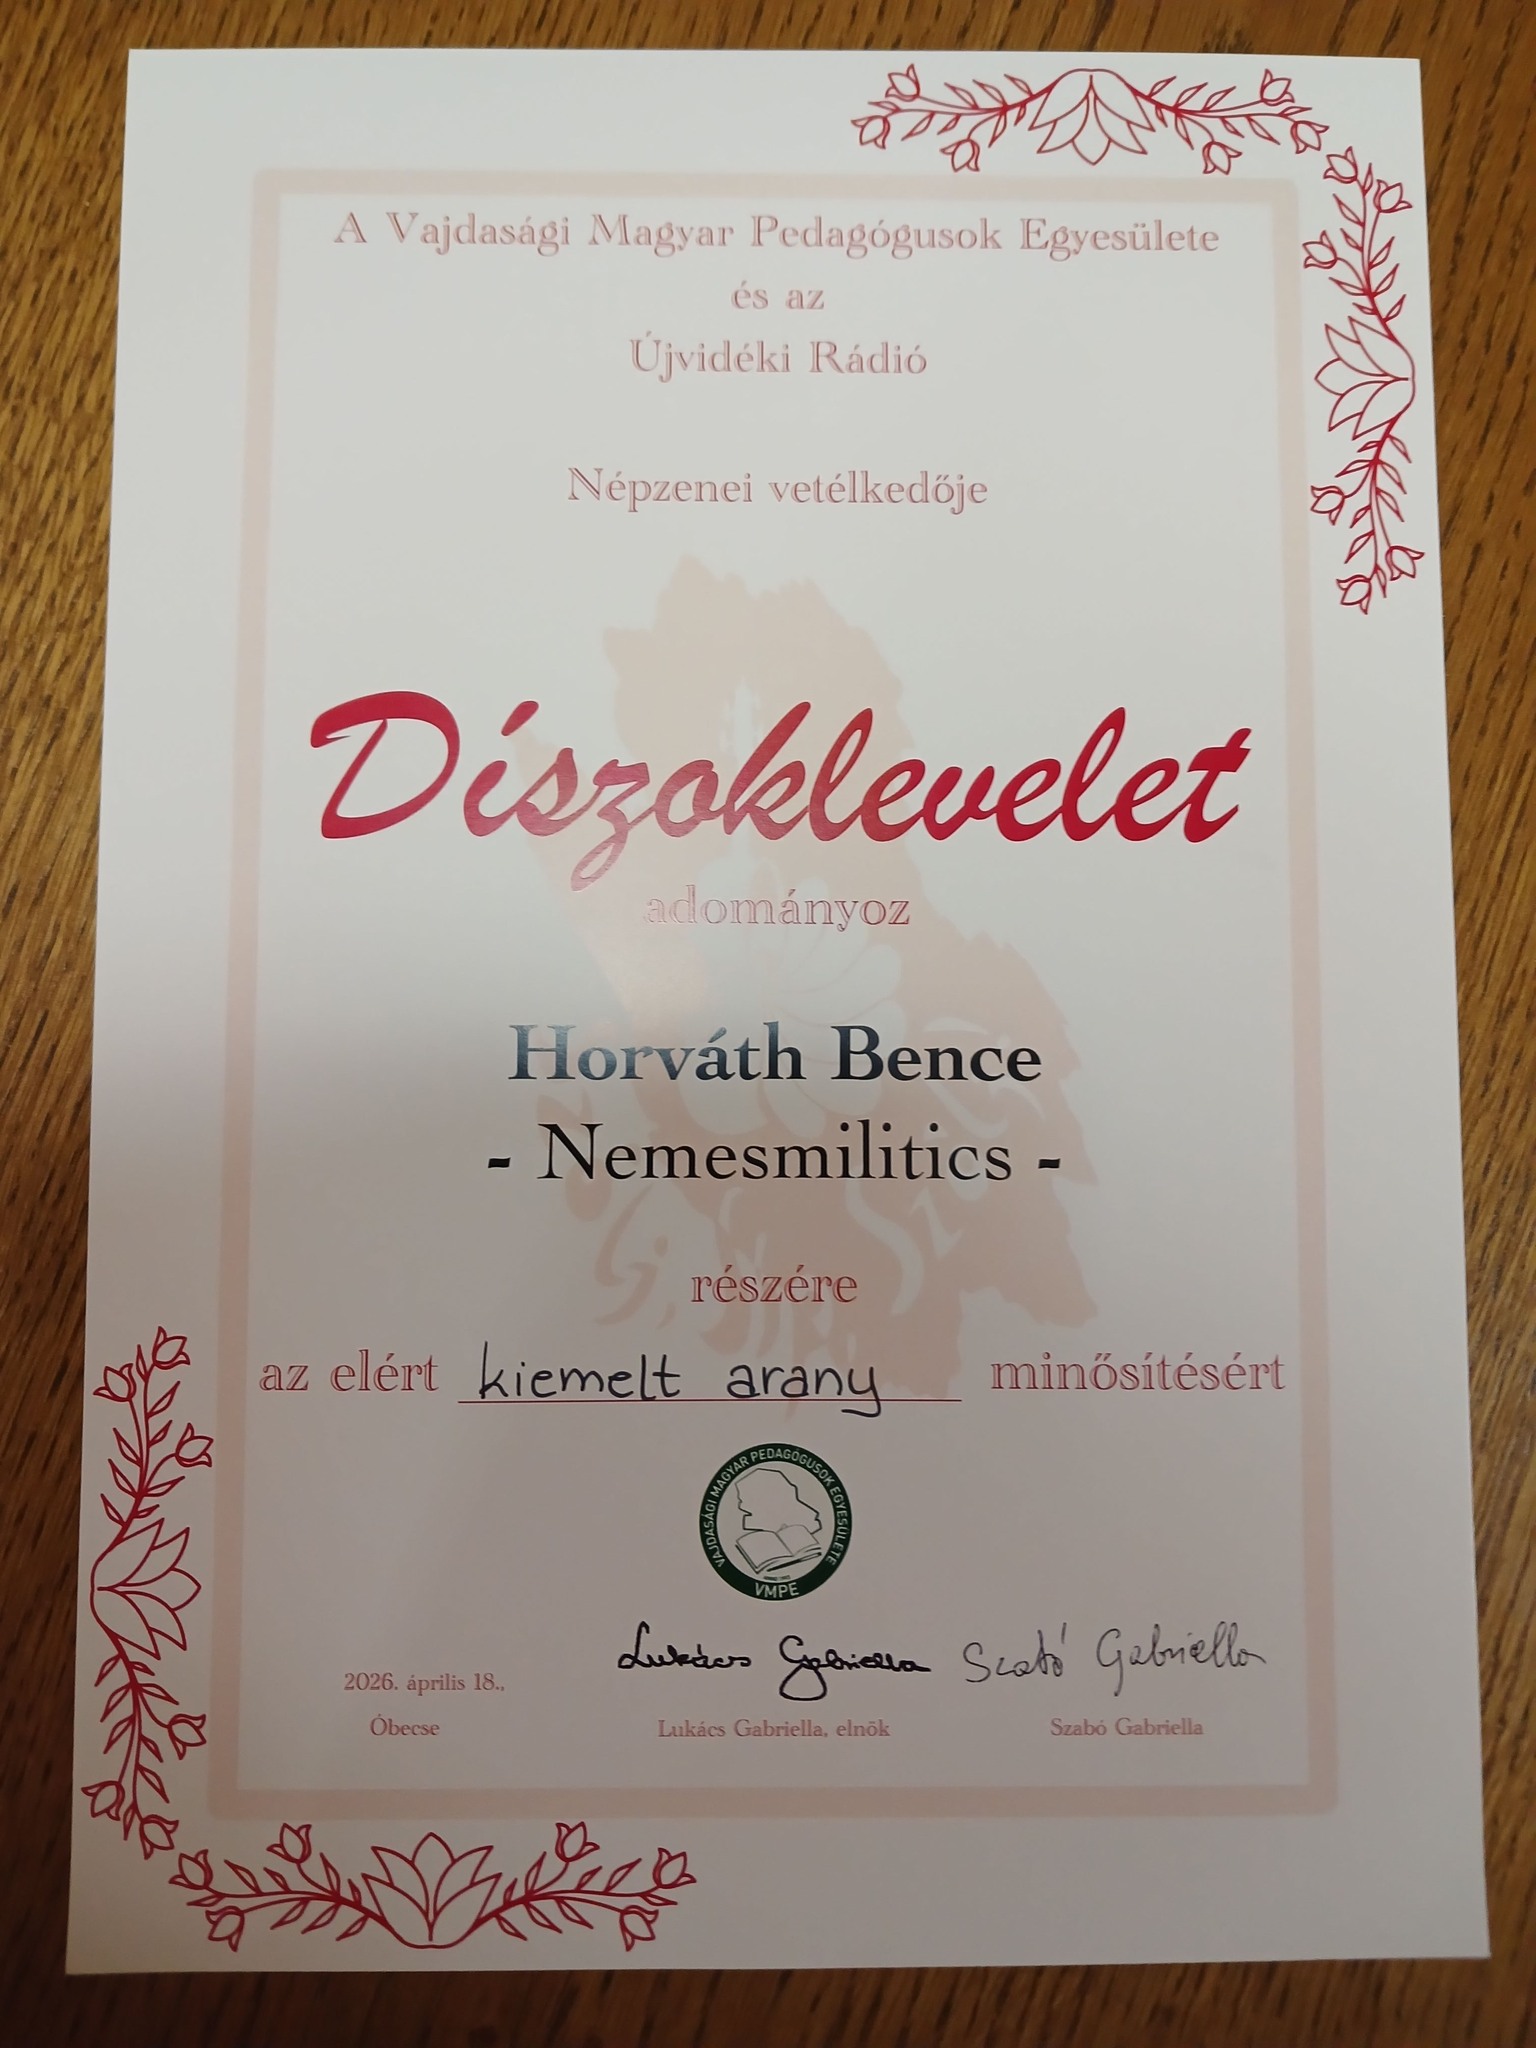 A Vajdasági Magyar Pedagógusok Egyesülete
és az
Újvidéki Rádió
Népzenei vetélkedője
Díszoklevelet
adományoz
Horváth Bence
- Nemesmilitics -
részére
az elért kiemelt arany minősítésért
VAJDASÁGI MAGYAR PEDAGÓGUSOK EGYESÜLETE
VMPE
Lukács Gabriella Szabó Gabriella
2026. április 18.,
Óbecse
Lukács Gabriella, elnök
Szabó Gabriella